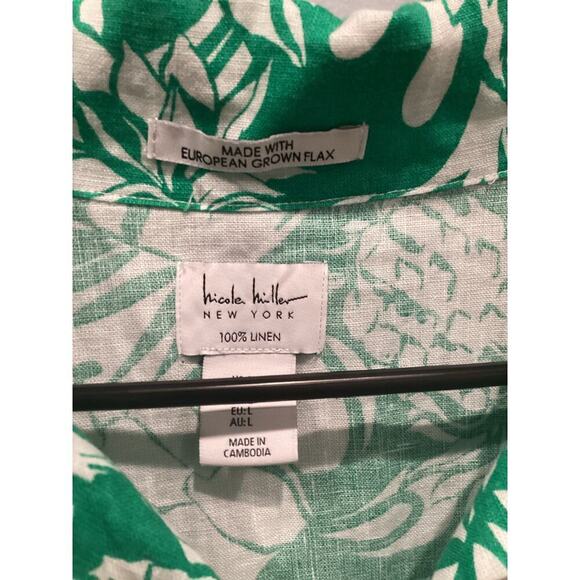 MADE WITH
EUROPEAN GROWN FLAX
nicole miller
NEW YORK
100% LINEN
EU:L
AU:L
MADE IN
CAMBODIA